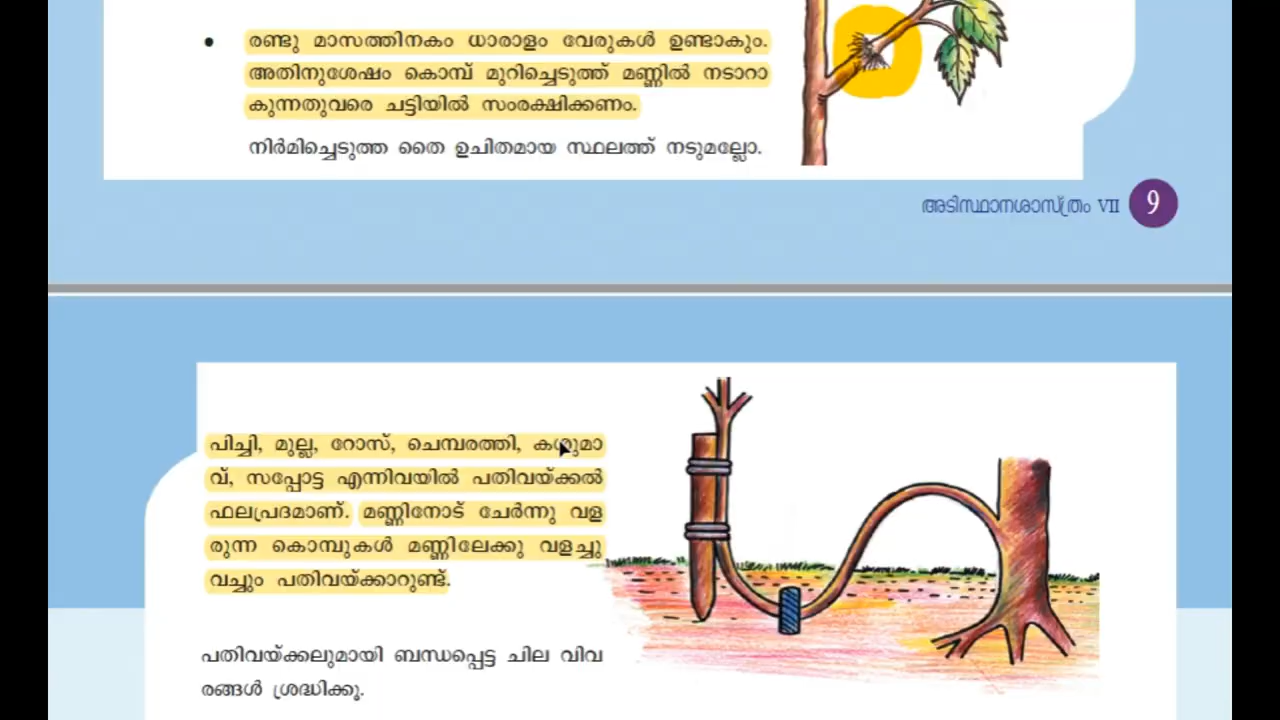 • രണ്ടു മാസത്തിനകം ധാരാളം വേരുകൾ ഉണ്ടാകും.
അതിനുശേഷം കൊമ്പ് മുറിച്ചെടുത്ത് മണ്ണിൽ നടാറാ
കുന്നതുവരെ ചട്ടിയിൽ സംരക്ഷിക്കണം.
നിർമിച്ചെടുത്ത തൈ ഉചിതമായ സ്ഥലത്ത് നടുമല്ലോ.
അടിസ്ഥാനശാസ്ത്രം VII 9
പിച്ചി, മുല്ല, റോസ്, ചെമ്പരത്തി, കശുമാ
വ്, സപ്പോട്ട എന്നിവയിൽ പതിവയ്ക്കൽ
ഫലപ്രദമാണ്. മണ്ണിനോട് ചേർന്നു വള
രുന്ന കൊമ്പുകൾ മണ്ണിലേക്കു വളച്ചു
വച്ചും പതിവയ്ക്കാറുണ്ട്.
പതിവയ്ക്കലുമായി ബന്ധപ്പെട്ട ചില വിവ
രങ്ങൾ ശ്രദ്ധിക്കൂ.